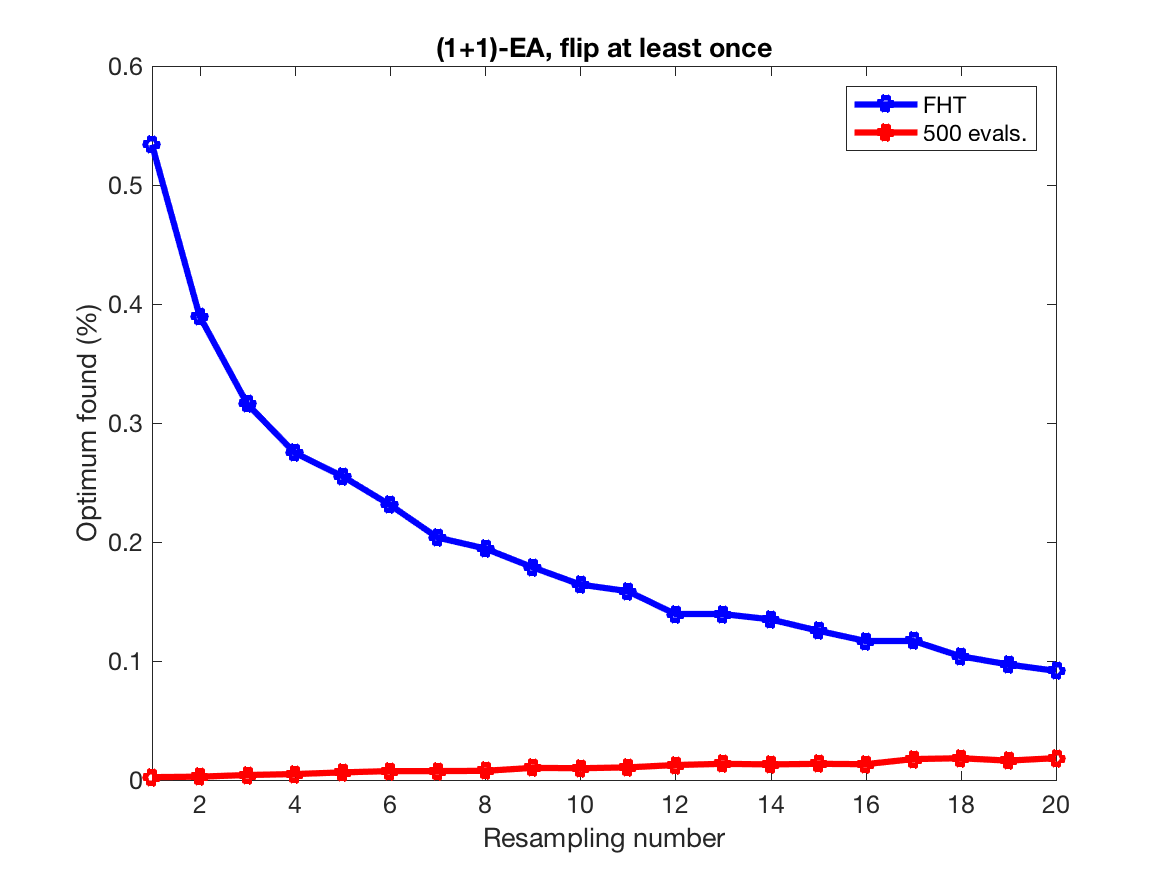 (1+1)-EA, flip at least once
FHT
500 evals.
Optimum found (%)
0.6
0.5
0.4
0.3
0.2
0.1
0
2 4 6 8 10 12 14 16 18 20
Resampling number